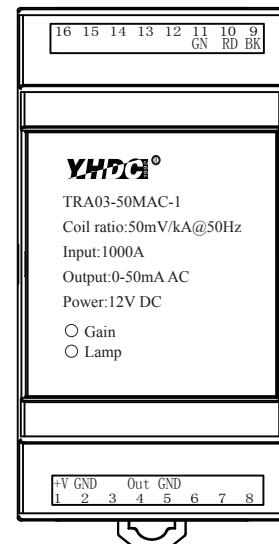 16 15 14 13 12 11 10 9
GN RD BK
YHDC®
TRA03-50MAC-1
Coil ratio:50mV/kA@50Hz
Input:1000A
Output:0-50mA AC
Power:12V DC
Gain
Lamp
+V GND Out GND
1 2 3 4 5 6 7 8